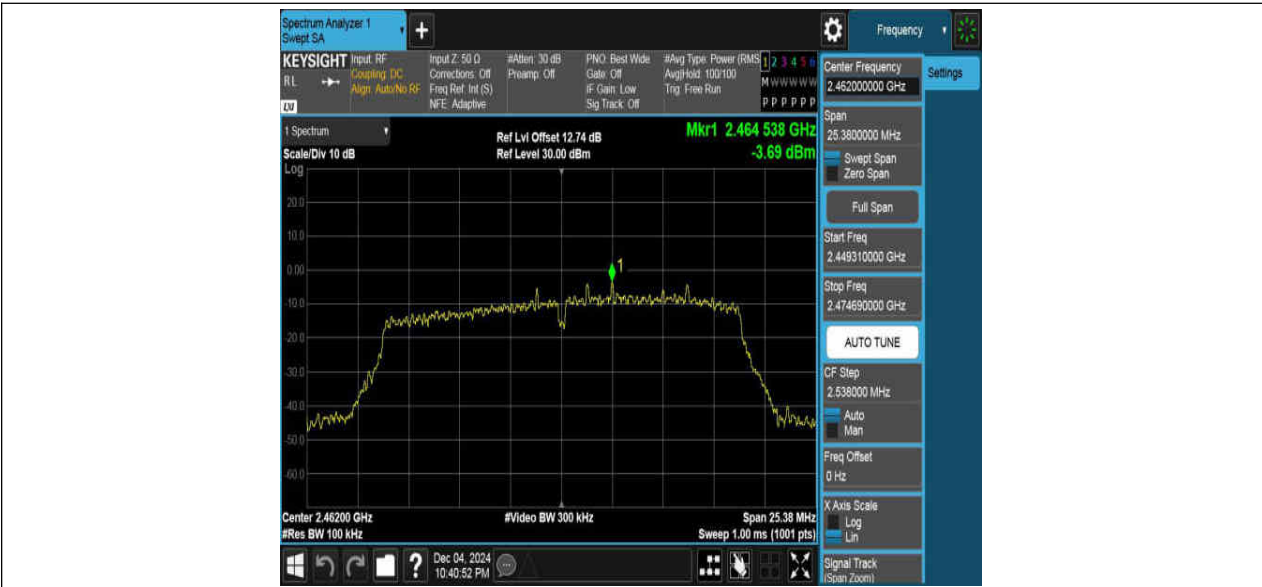 Spectrum Analyzer 1
Swept SA
+
Frequency
KEYSIGHT
RL
LXI
Input: RF
Coupling: DC
Align: Auto/No RF
Input Z: 50 Ω
Corrections: Off
Freq Ref: Int (S)
NFE: Adaptive
#Atten: 30 dB
Preamp: Off
PNO: Best Wide
Gate: Off
IF Gain: Low
Sig Track: Off
#Avg Type: Power (RMS
Avg|Hold: 100/100
Trig: Free Run
1 2 3 4 5 6
M W W W W W
P P P P P P
1 Spectrum
Scale/Div 10 dB
Ref Lvl Offset 12.74 dB
Ref Level 30.00 dBm
Mkr1 2.464 538 GHz
-3.69 dBm
Log
20.0
10.0
0.00
-10.0
-20.0
-30.0
-40.0
-50.0
-60.0
1
Center 2.46200 GHz
#Res BW 100 kHz
#Video BW 300 kHz
Span 25.38 MHz
Sweep 1.00 ms (1001 pts)
?
Dec 04, 2024
10:40:52 PM
Center Frequency
2.462000000 GHz
Settings
Span
25.3800000 MHz
Swept Span
Zero Span
Full Span
Start Freq
2.449310000 GHz
Stop Freq
2.474690000 GHz
AUTO TUNE
CF Step
2.538000 MHz
Auto
Man
Freq Offset
0 Hz
X Axis Scale
Log
Lin
Signal Track
(Span Zoom)